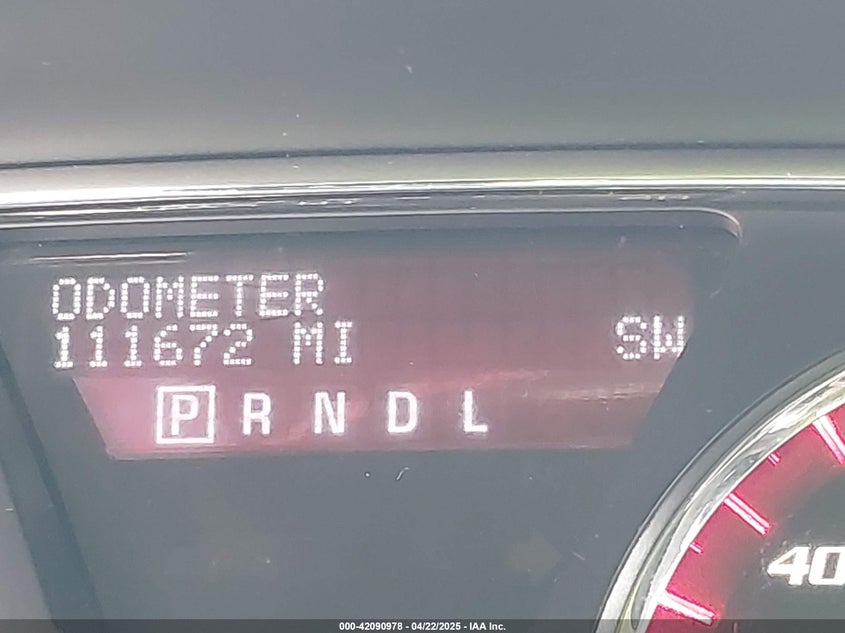 ODOMETER
111672 MI SW
P R N D L
40
000-42090978 - 04/22/2025 - IAA Inc.